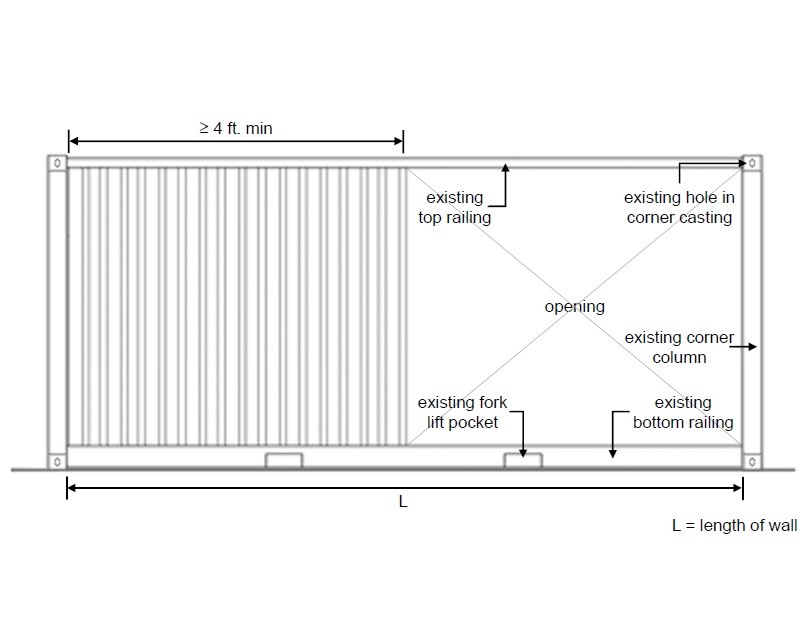 ≥ 4 ft. min
existing
top railing
existing hole in
corner casting
opening
existing corner
column
existing fork
lift pocket
existing
bottom railing
L
L = length of wall